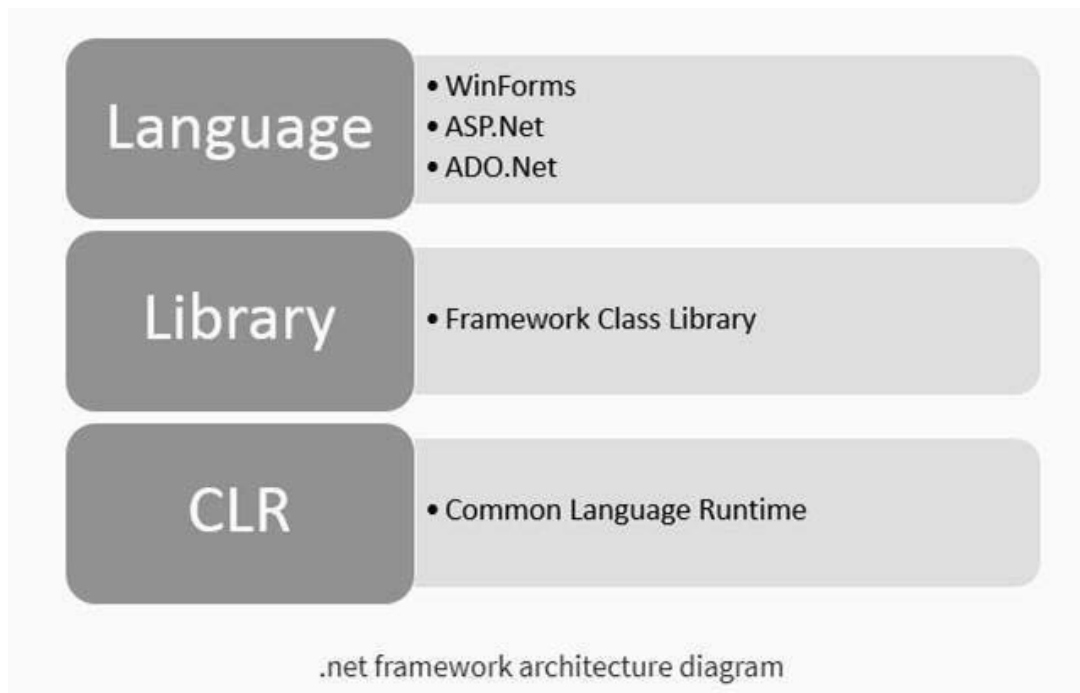 Language
• WinForms
• ASP.Net
• ADO.Net
Library
• Framework Class Library
CLR
• Common Language Runtime
.net framework architecture diagram